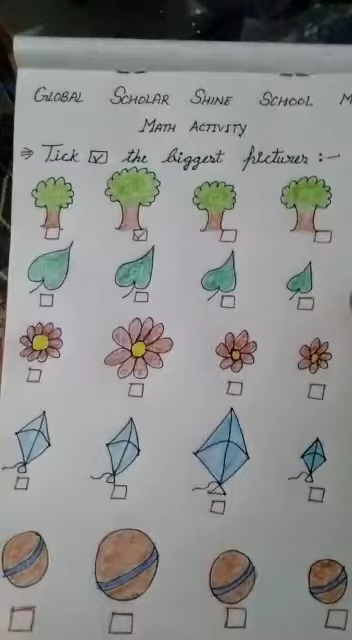 GLOBAL SCHOLAR SHINE SCHOOL M
MATH ACTIVITY
⇒ Tick ☑ the biggest pictures :-